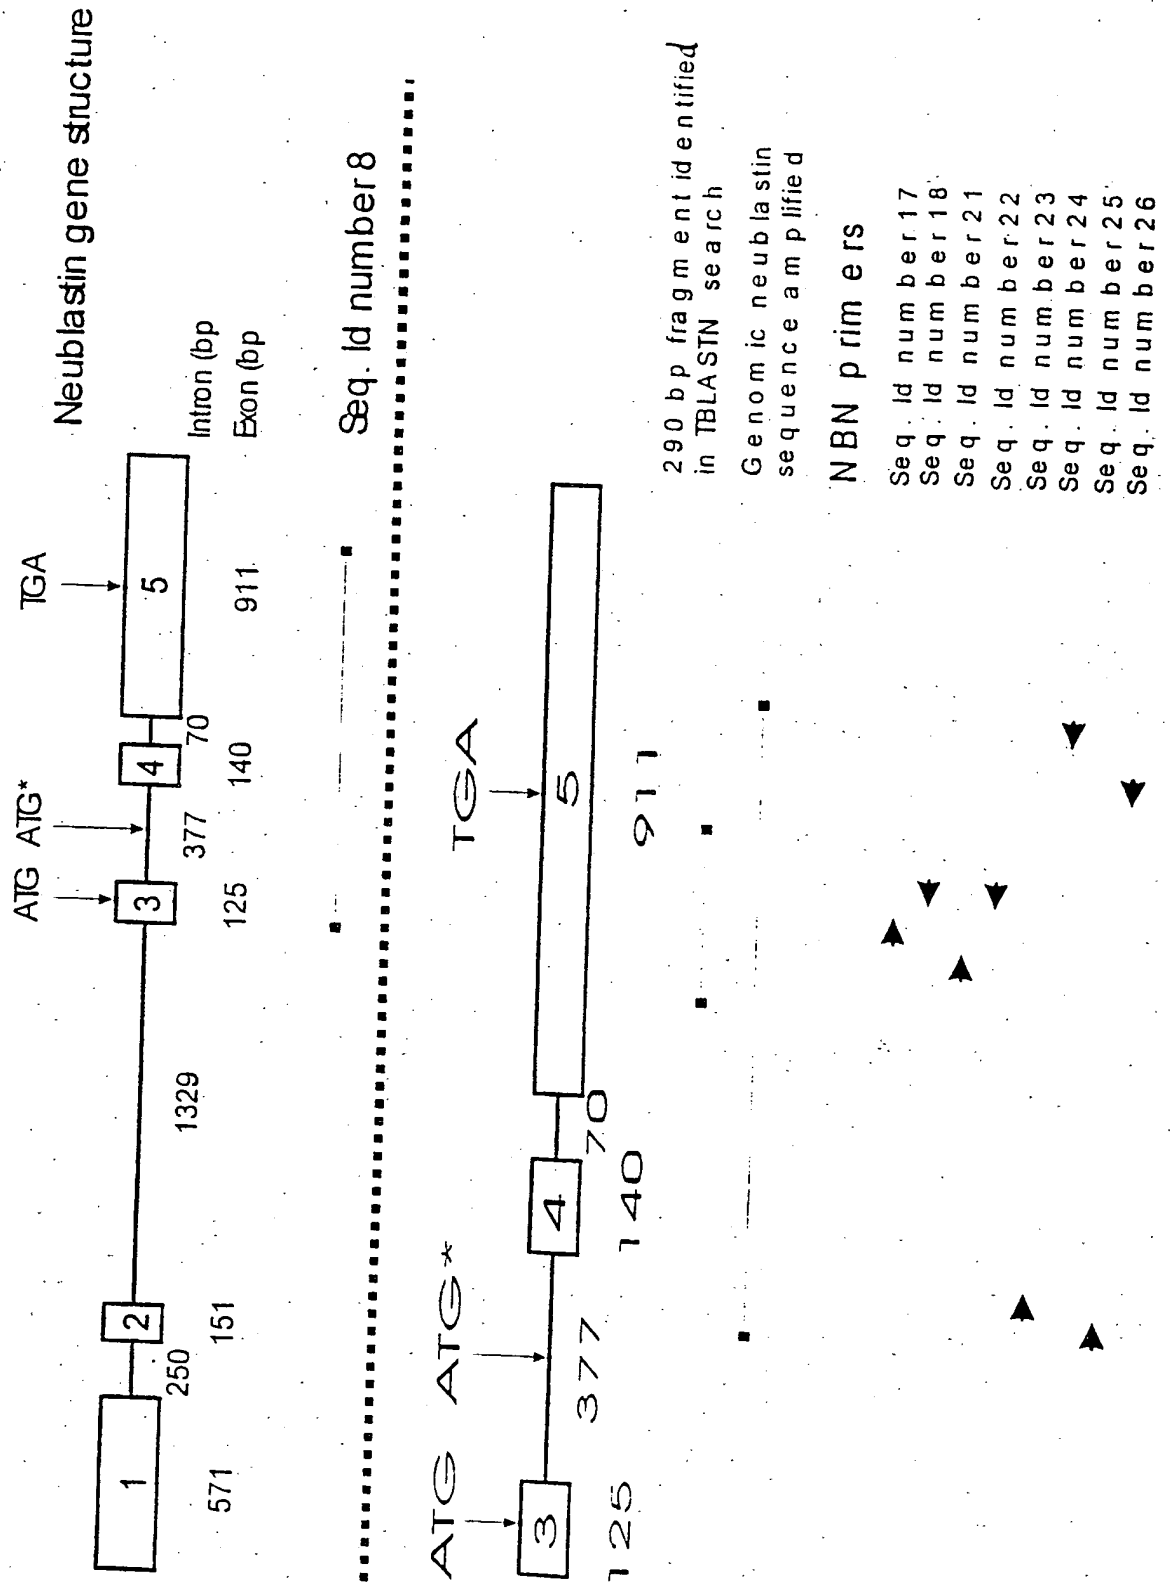 Neublastin gene structure
ATG ATG* TGA
1 2 3 4 5
250 1329 377 70 Intron (bp
571 151 125 140 911 Exon (bp
Seq. Id number 8
ATG ATG* TGA
3 4 5
377 70
125 140 911
290 bp fragment identified
in TBLASTN search
Genomic neublastin
sequence amplified
NBN primers
Seq. Id number 17
Seq. Id number 18
Seq. Id number 21
Seq. Id number 22
Seq. Id number 23
Seq. Id number 24
Seq. Id number 25
Seq. Id number 26